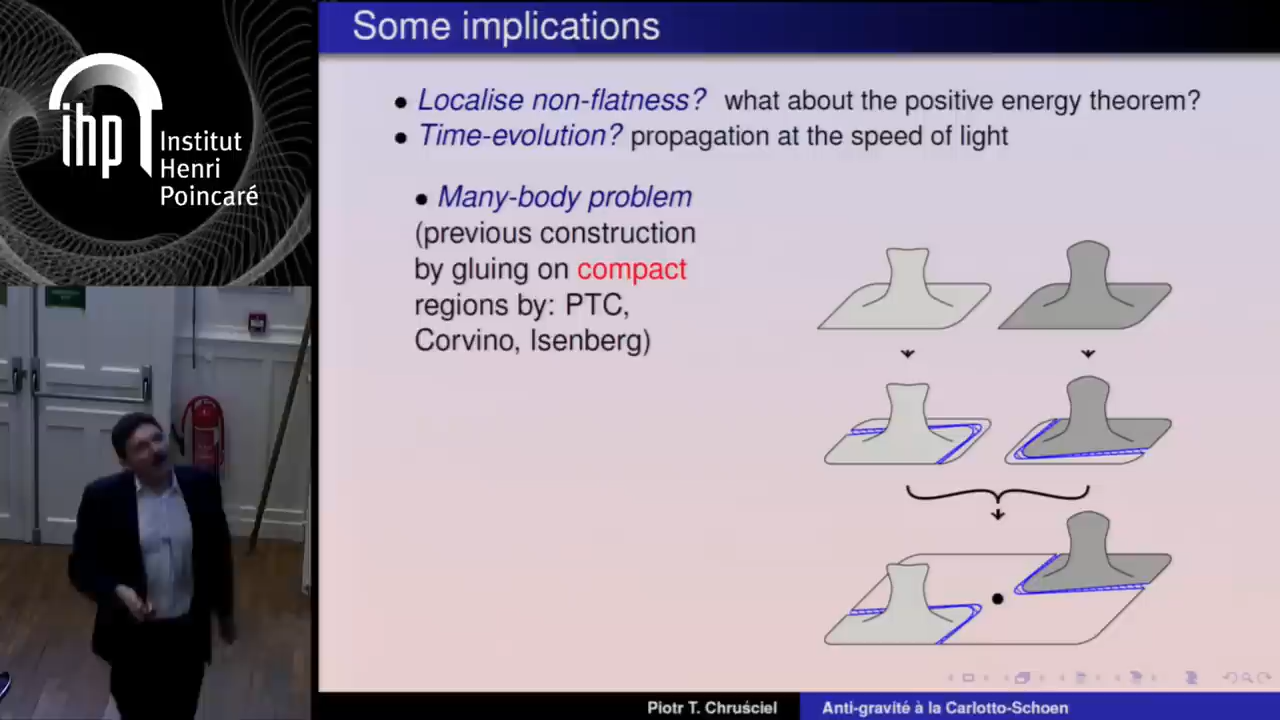 ihp
Institut
Henri
Poincaré
Some implications
• Localise non-flatness? what about the positive energy theorem?
• Time-evolution? propagation at the speed of light
• Many-body problem
(previous construction
by gluing on compact
regions by: PTC,
Corvino, Isenberg)
Piotr T. Chruściel
Anti-gravité à la Carlotto-Schoen